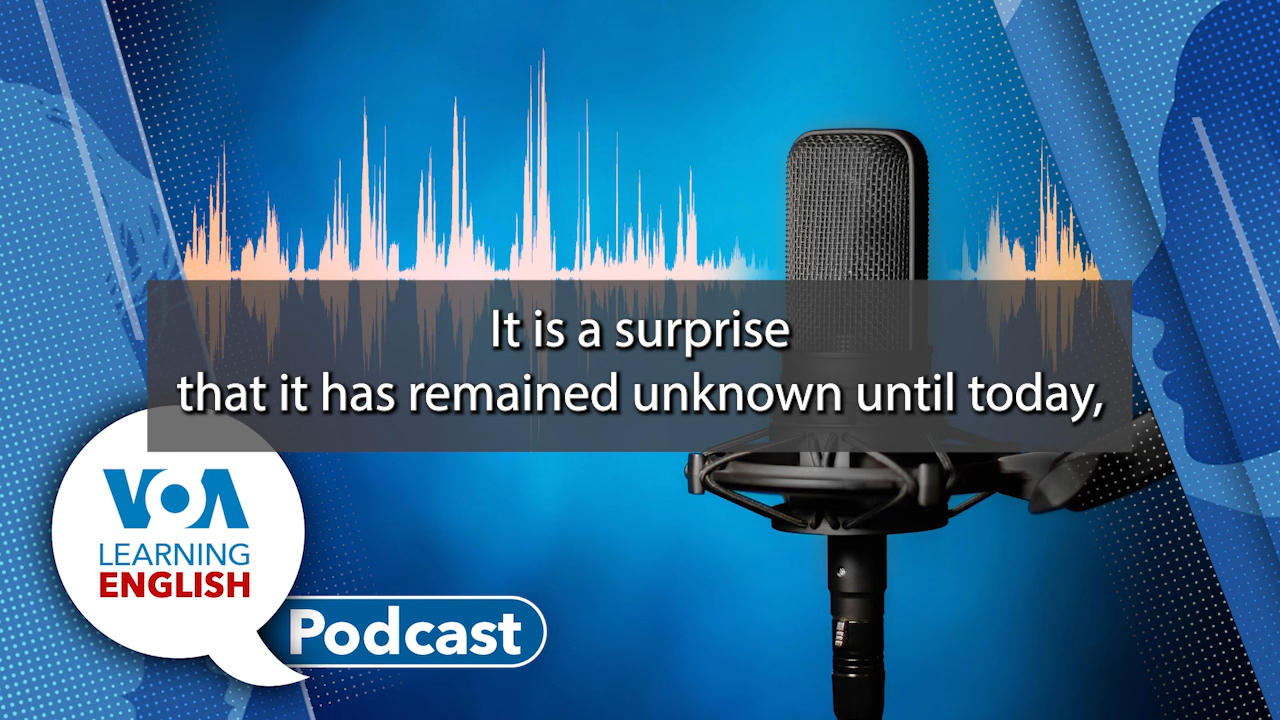 It is a surprise
that it has remained unknown until today,
VOA
LEARNING
ENGLISH
Podcast